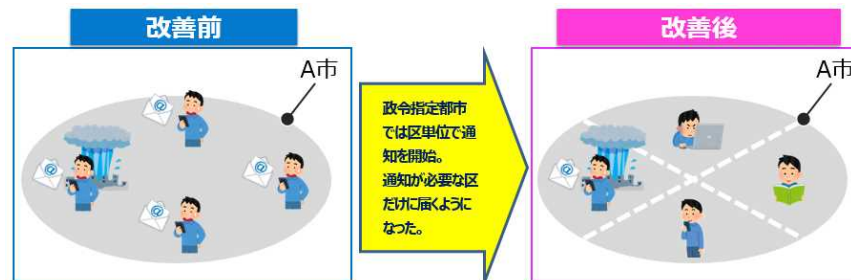 改善前
A市
政令指定都市
では区単位で通
知を開始。
通知が必要な区
だけに届くように
なった。
改善後
A市